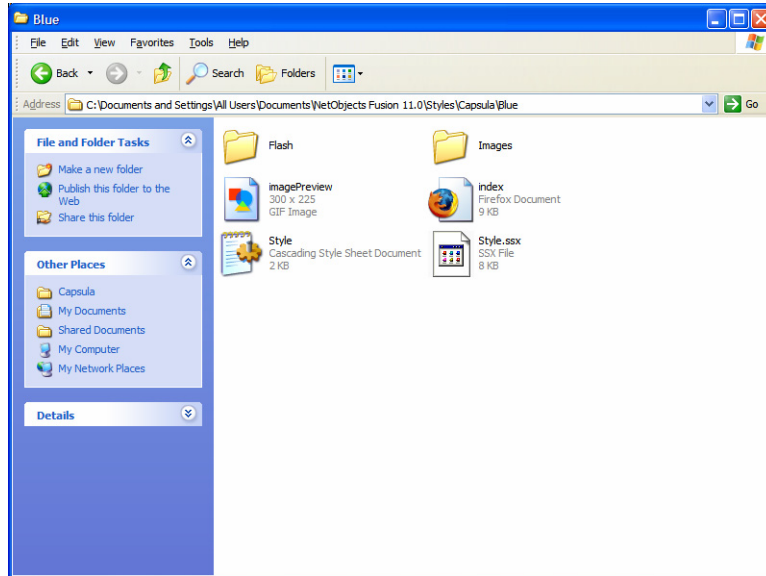 Blue
File Edit View Favorites Tools Help
Back Search Folders
Address C:\Documents and Settings\All Users\Documents\NetObjects Fusion 11.0\Styles\Capsula\Blue Go
File and Folder Tasks
Make a new folder
Publish this folder to the
Web
Share this folder
Other Places
Capsula
My Documents
Shared Documents
My Computer
My Network Places
Details
Flash
Images
imagePreview
300 x 225
GIF Image
index
Firefox Document
9 KB
Style
Cascading Style Sheet Document
2 KB
Style.ssx
SSX File
8 KB